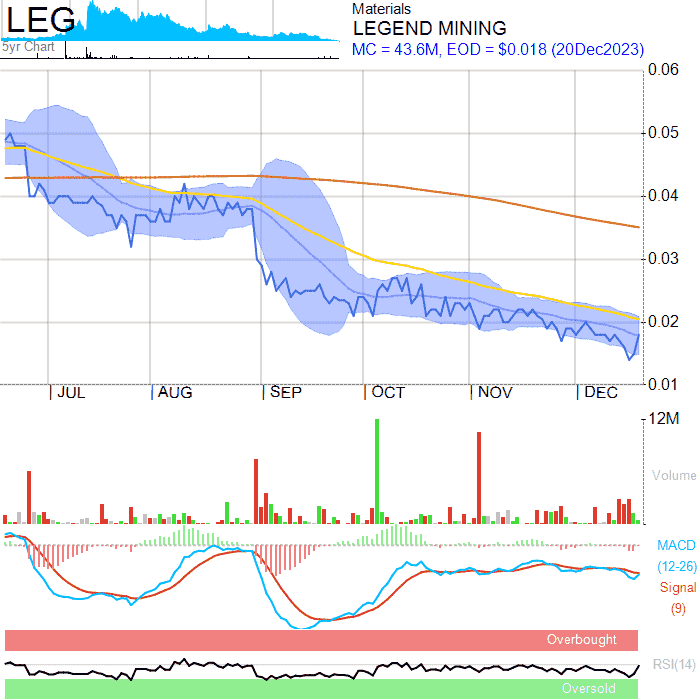 LEG
5yr Chart
Materials
LEGEND MINING
MC = 43.6M, EOD = $0.018 (20Dec2023)
0.06
0.05
0.04
0.03
0.02
0.01
JUL AUG SEP OCT NOV DEC
12M
Volume
MACD
(12-26)
Signal
(9)
Overbought
RSI(14)
Oversold